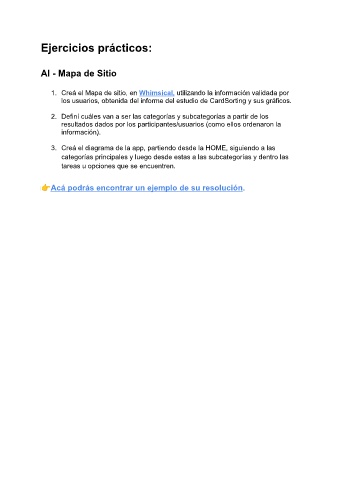 Ejercicios prácticos:
AI - Mapa de Sitio
1. Creá el Mapa de sitio, en Whimsical, utilizando la información validada por
los usuarios, obtenida del informe del estudio de CardSorting y sus gráficos.
2. Definí cuáles van a ser las categorías y subcategorías a partir de los
resultados dados por los participantes/usuarios (como ellos ordenaron la
información).
3. Creá el diagrama de la app, partiendo desde la HOME, siguiendo a las
categorías principales y luego desde estas a las subcategorías y dentro las
tareas u opciones que se encuentren.
👉Acá podrás encontrar un ejemplo de su resolución.